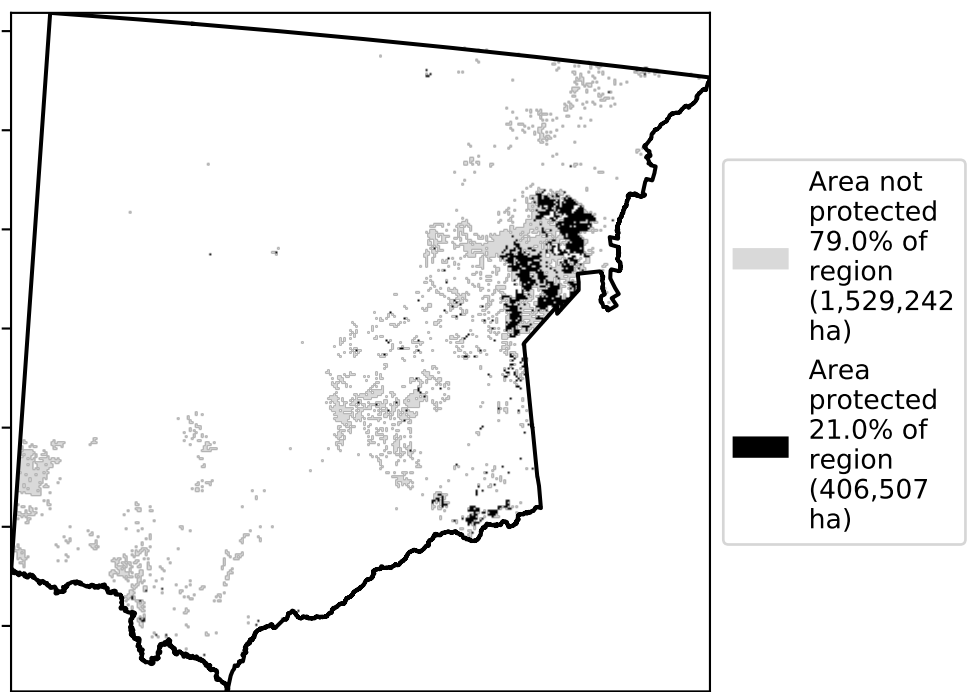 Area not
protected
79.0% of
region
(1,529,242
ha)
Area
protected
21.0% of
region
(406,507
ha)